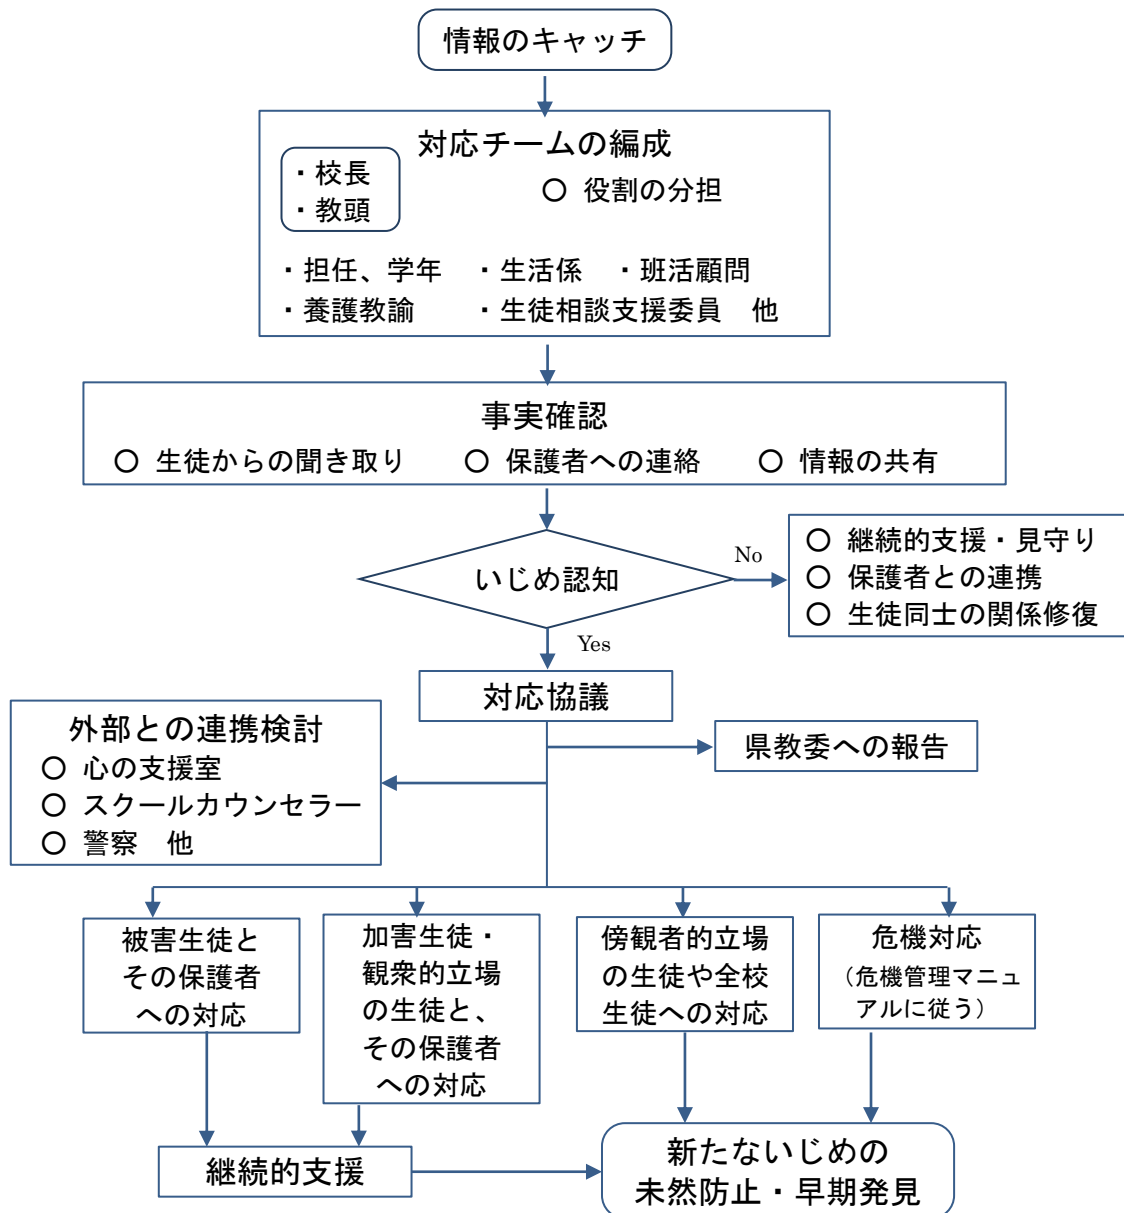 情報のキャッチ
対応チームの編成
・校長
・教頭
○ 役割の分担
・担任、学年　・生活係　・班活顧問
・養護教諭　・生徒相談支援委員　他
事実確認
○ 生徒からの聞き取り　○ 保護者への連絡　○ 情報の共有
いじめ認知
No
○ 継続的支援・見守り
○ 保護者との連携
○ 生徒同士の関係修復
Yes
対応協議
外部との連携検討
○ 心の支援室
○ スクールカウンセラー
○ 警察　他
県教委への報告
被害生徒と
その保護者
への対応
加害生徒・
観衆的立場
の生徒と、
その保護者
への対応
傍観者的立場
の生徒や全校
生徒への対応
危機対応
（危機管理マニュ
アルに従う）
継続的支援
新たないじめの
未然防止・早期発見